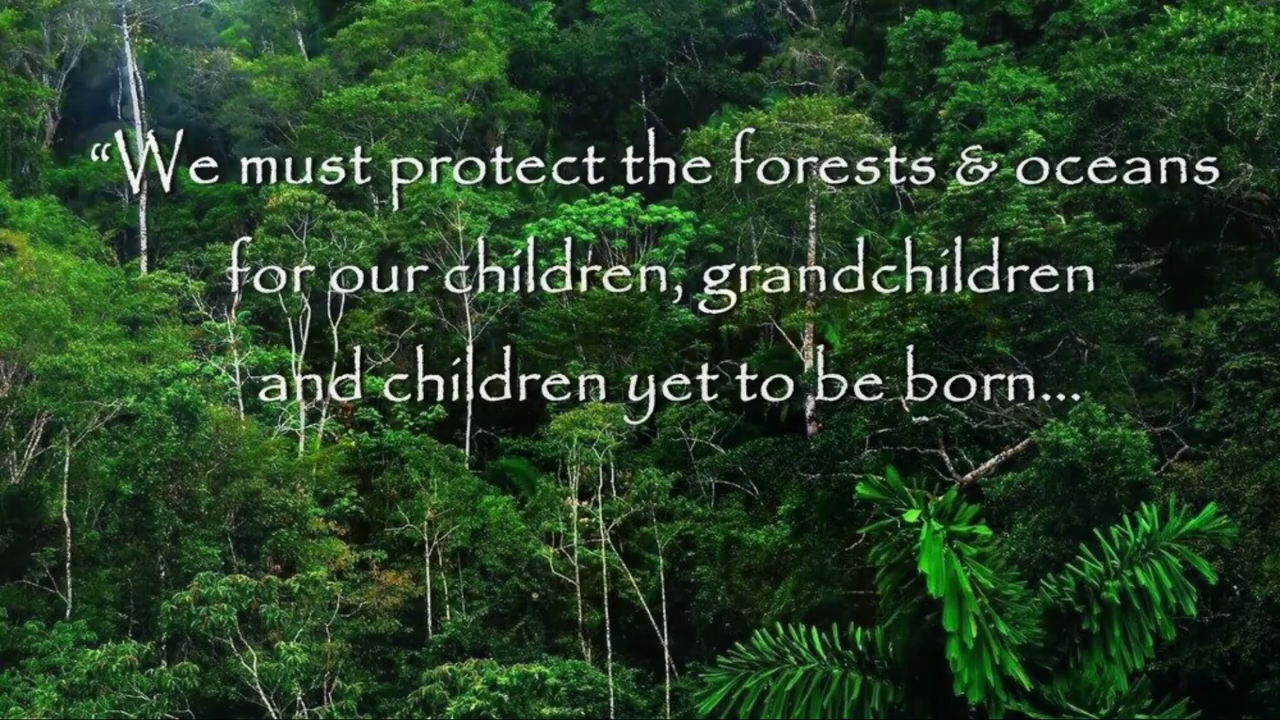 “We must protect the forests & oceans
for our children, grandchildren
and children yet to be born...